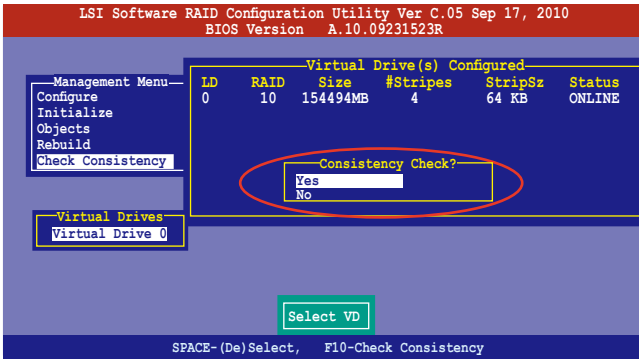 LSI Software RAID Configuration Utility Ver C.05 Sep 17, 2010
BIOS Version A.10.09231523R
Virtual Drive(s) Configured
LD RAID Size #Stripes StripSz Status
0 10 154494MB 4 64 KB ONLINE
Management Menu
Configure
Initialize
Objects
Rebuild
Check Consistency
Consistency Check?
Yes
No
Virtual Drives
Virtual Drive 0
Select VD
SPACE-(De)Select, F10-Check Consistency